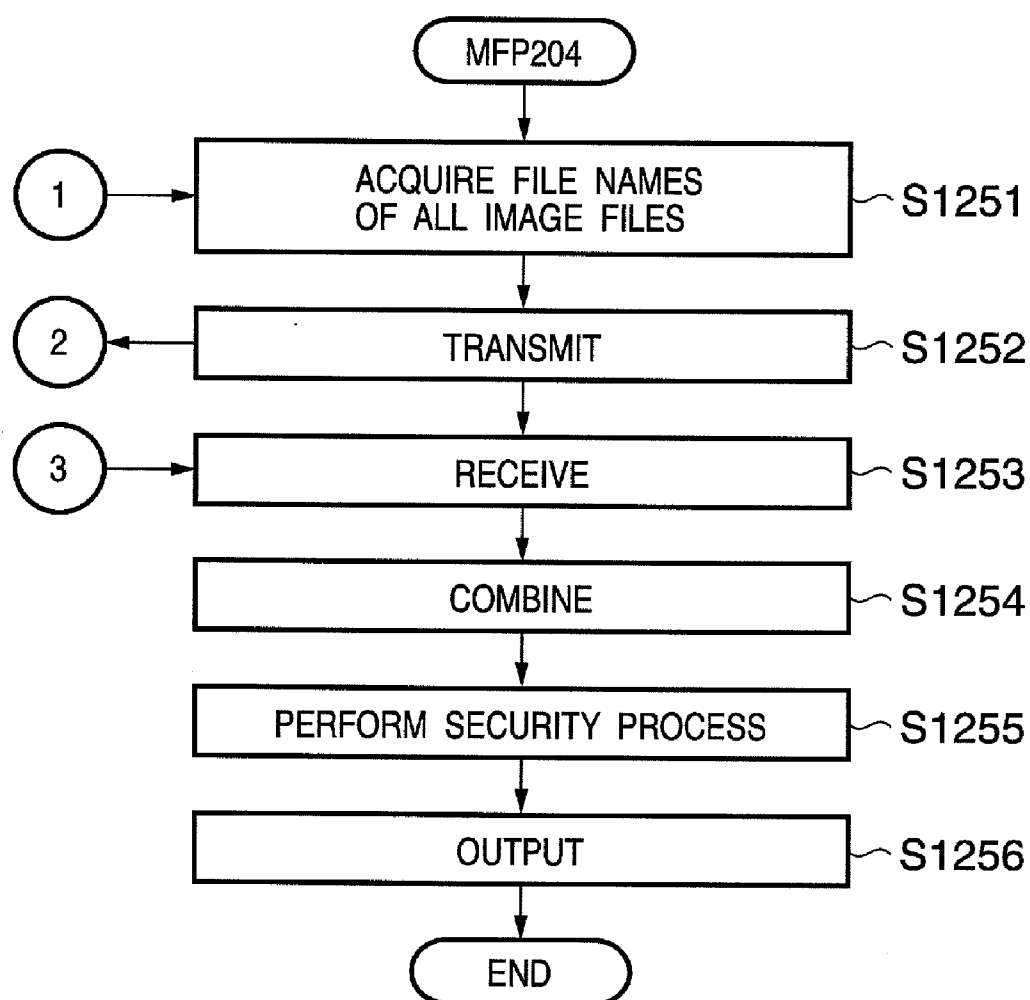 MFP204
1
ACQUIRE FILE NAMES
OF ALL IMAGE FILES
S1251
2
TRANSMIT
S1252
3
RECEIVE
S1253
COMBINE
S1254
PERFORM SECURITY PROCESS
S1255
OUTPUT
S1256
END